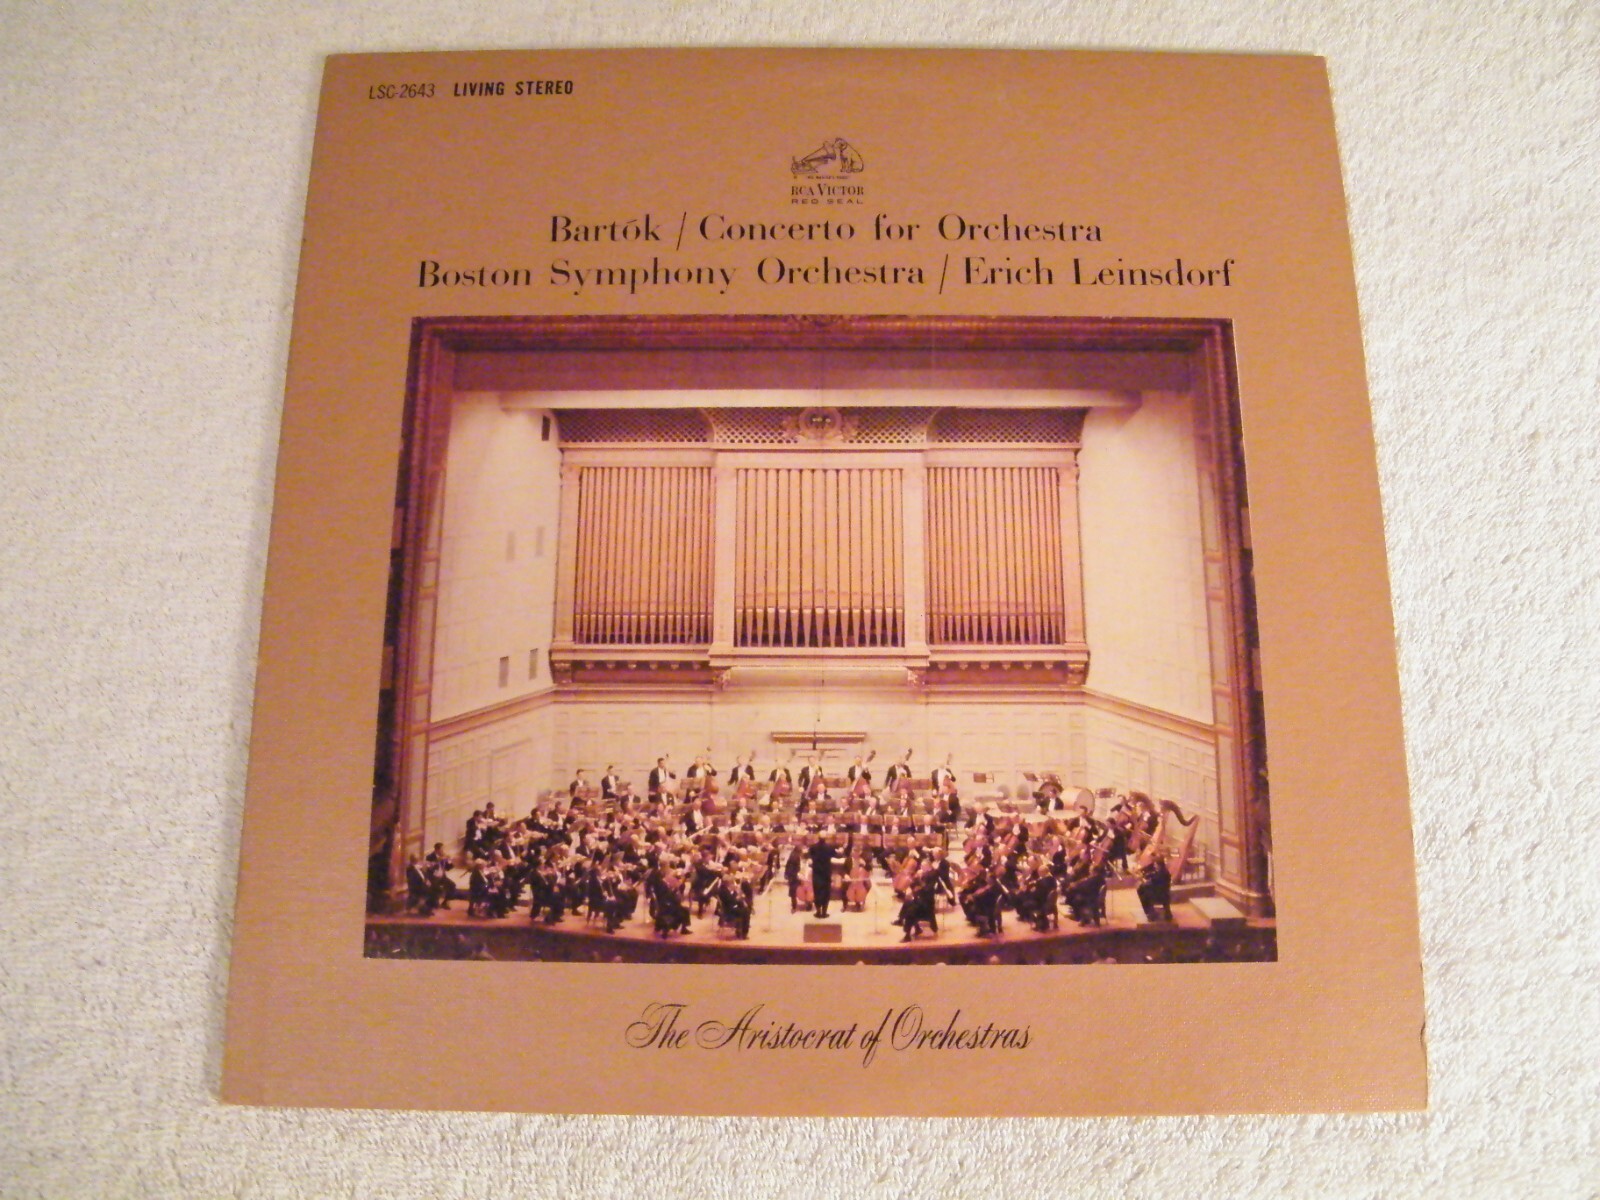 LSC-2643 LIVING STEREO
RCA VICTOR
RED SEAL
Bartók / Concerto for Orchestra
Boston Symphony Orchestra / Erich Leinsdorf
The Aristocrat of Orchestras